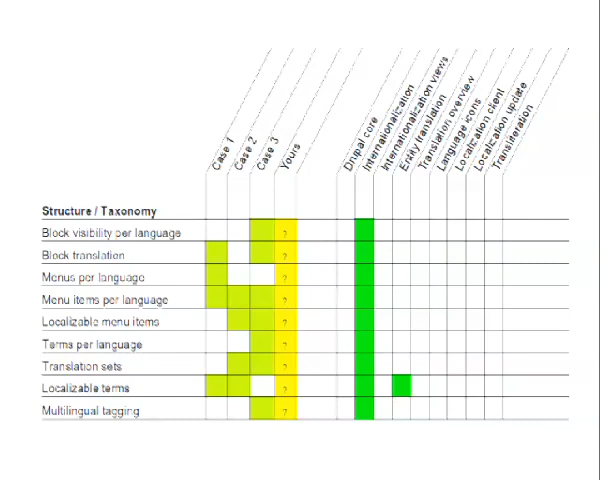 Case 1
Case 2
Case 3
Yours
Drupal core
Internationalization
Internationalization views
Entity translation
Translation overview
Language icons
Localization client
Localization update
Transliteration
Structure / Taxonomy
Block visibility per language ?
Block translation ?
Menus per language ?
Menu items per language ?
Localizable menu items ?
Terms per language ?
Translation sets ?
Localizable terms ?
Multilingual tagging ?